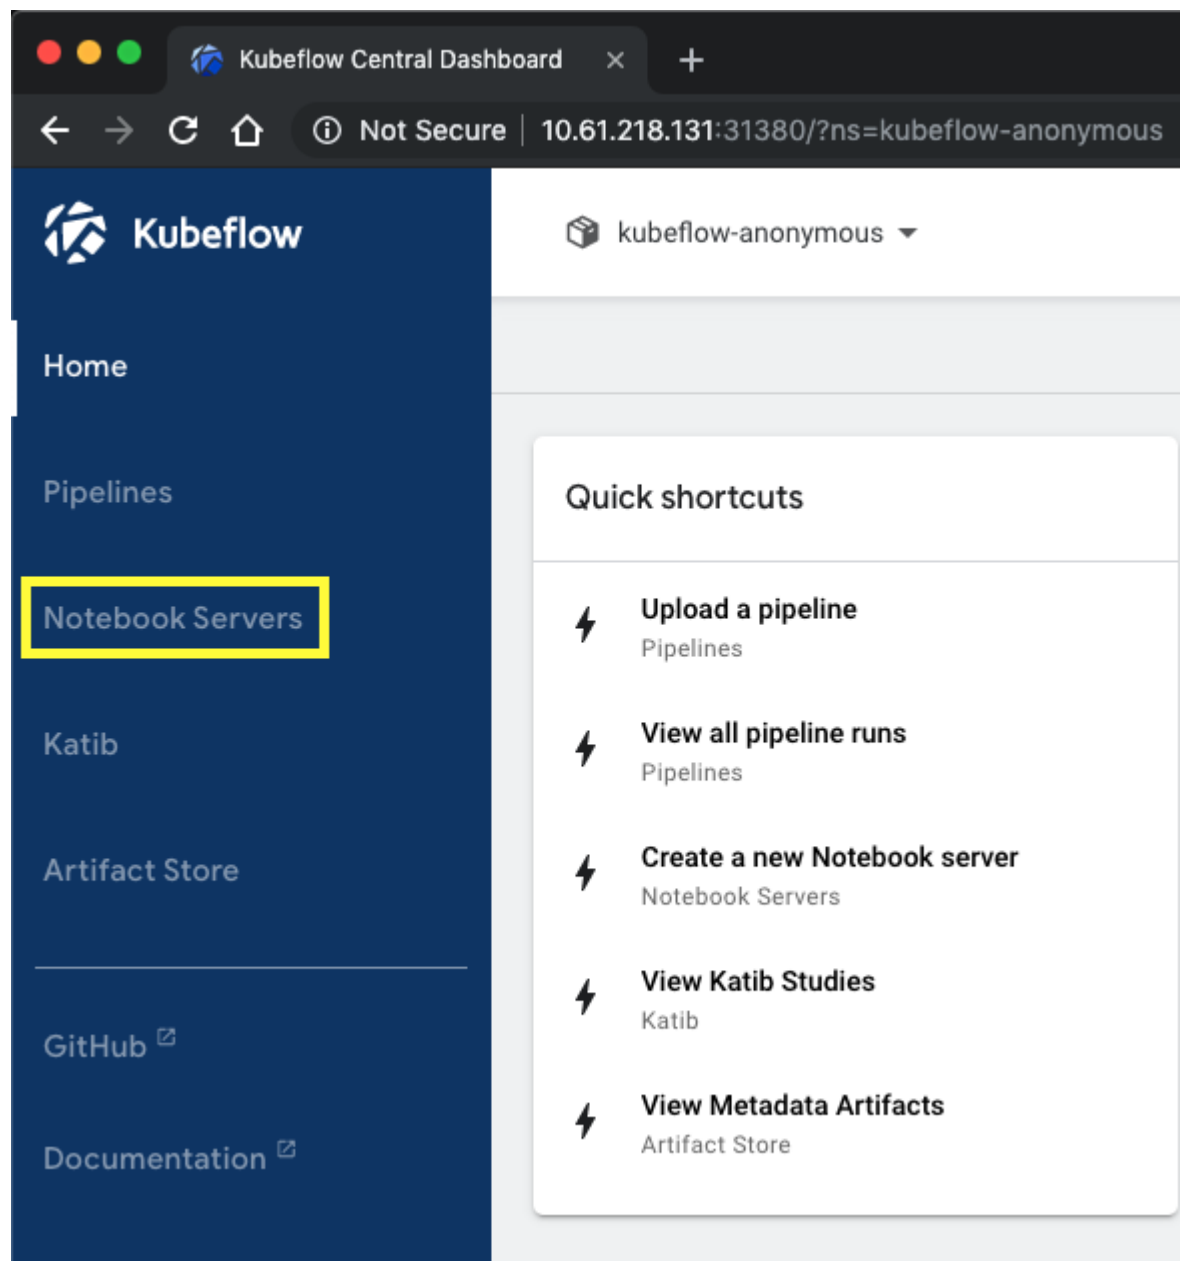 Kubeflow Central Dashboard
Not Secure 10.61.218.131:31380/?ns=kubeflow-anonymous
Kubeflow
kubeflow-anonymous
Home
Pipelines
Notebook Servers
Katib
Artifact Store
GitHub
Documentation
Quick shortcuts
Upload a pipeline
Pipelines
View all pipeline runs
Pipelines
Create a new Notebook server
Notebook Servers
View Katib Studies
Katib
View Metadata Artifacts
Artifact Store